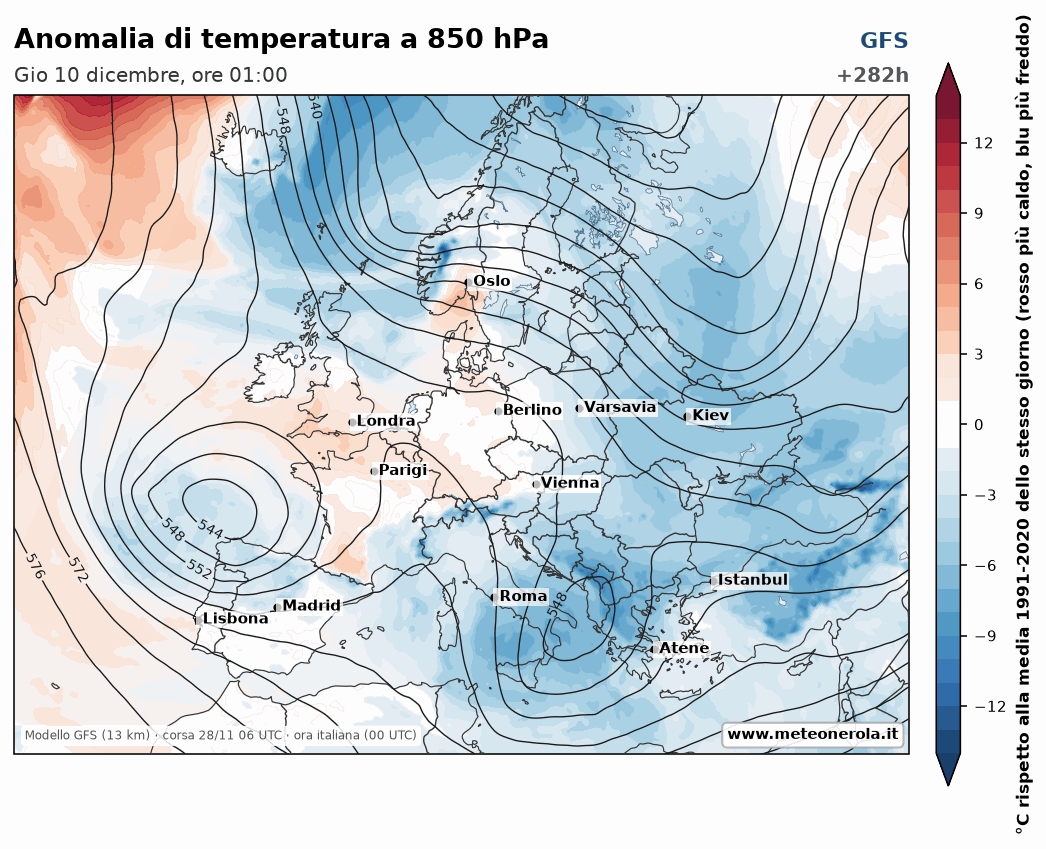 Anomalia di temperatura a 850 hPa
GFS
Gio 10 dicembre, ore 01:00
+282h
548
540
Oslo
Berlino
Varsavia
Kiev
Londra
Parigi
Vienna
544
548
552
576
572
548
Istanbul
Roma
Madrid
Lisbona
Atene
Modello GFS (13 km) · corsa 28/11 06 UTC · ora italiana (00 UTC)
www.meteonerola.it
12
9
6
3
0
−3
−6
−9
−12
°C rispetto alla media 1991-2020 dello stesso giorno (rosso più caldo, blu più freddo)